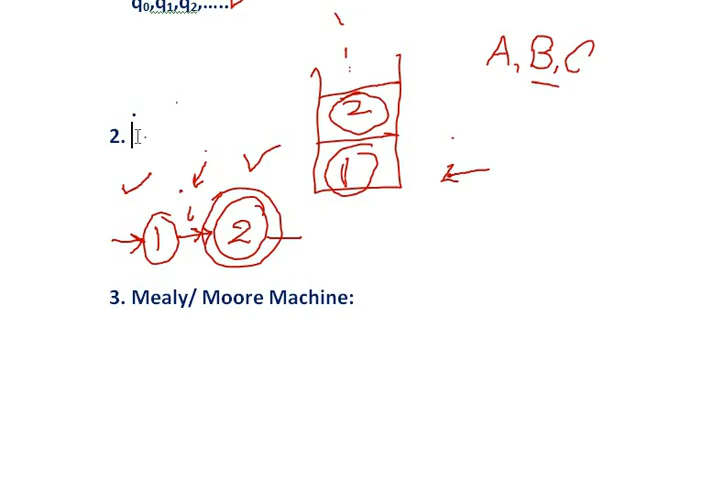 q₀,q₁,q₂,.....
A, B, C
2
2.
1
i
1 2
3. Mealy/ Moore Machine: